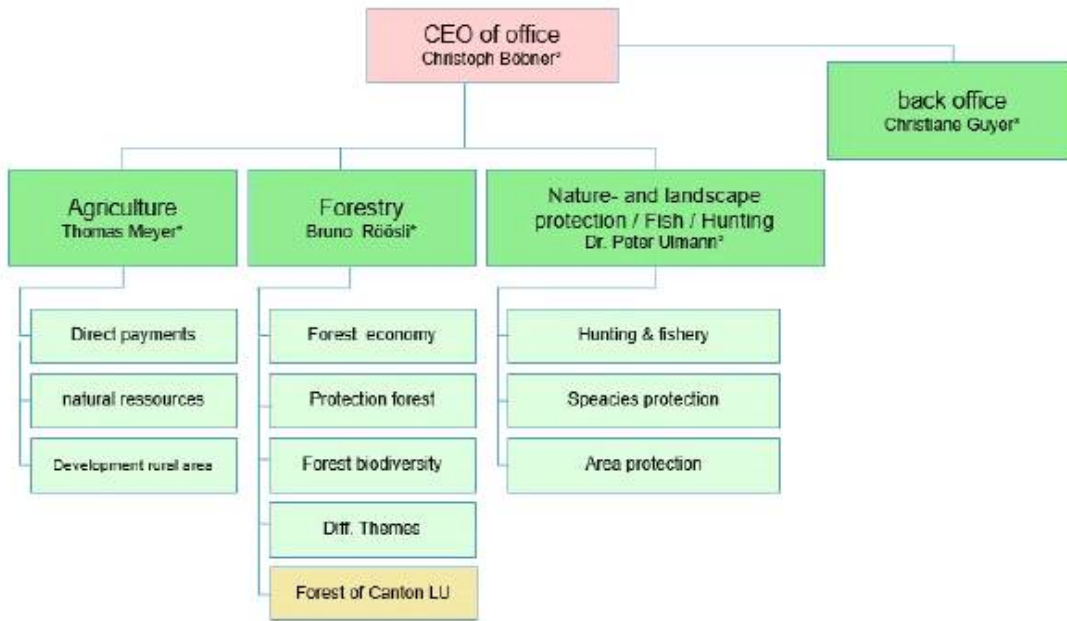 CEO of office
Christoph Böbner*
back office
Christiane Guyer*
Agriculture
Thomas Meyer*
Forestry
Bruno Röösli*
Nature- and landscape
protection / Fish / Hunting
Dr. Peter Ulmann*
Direct payments
natural ressources
Development rural area
Forest economy
Protection forest
Forest biodiversity
Diff. Themes
Forest of Canton LU
Hunting & fishery
Speacies protection
Area protection